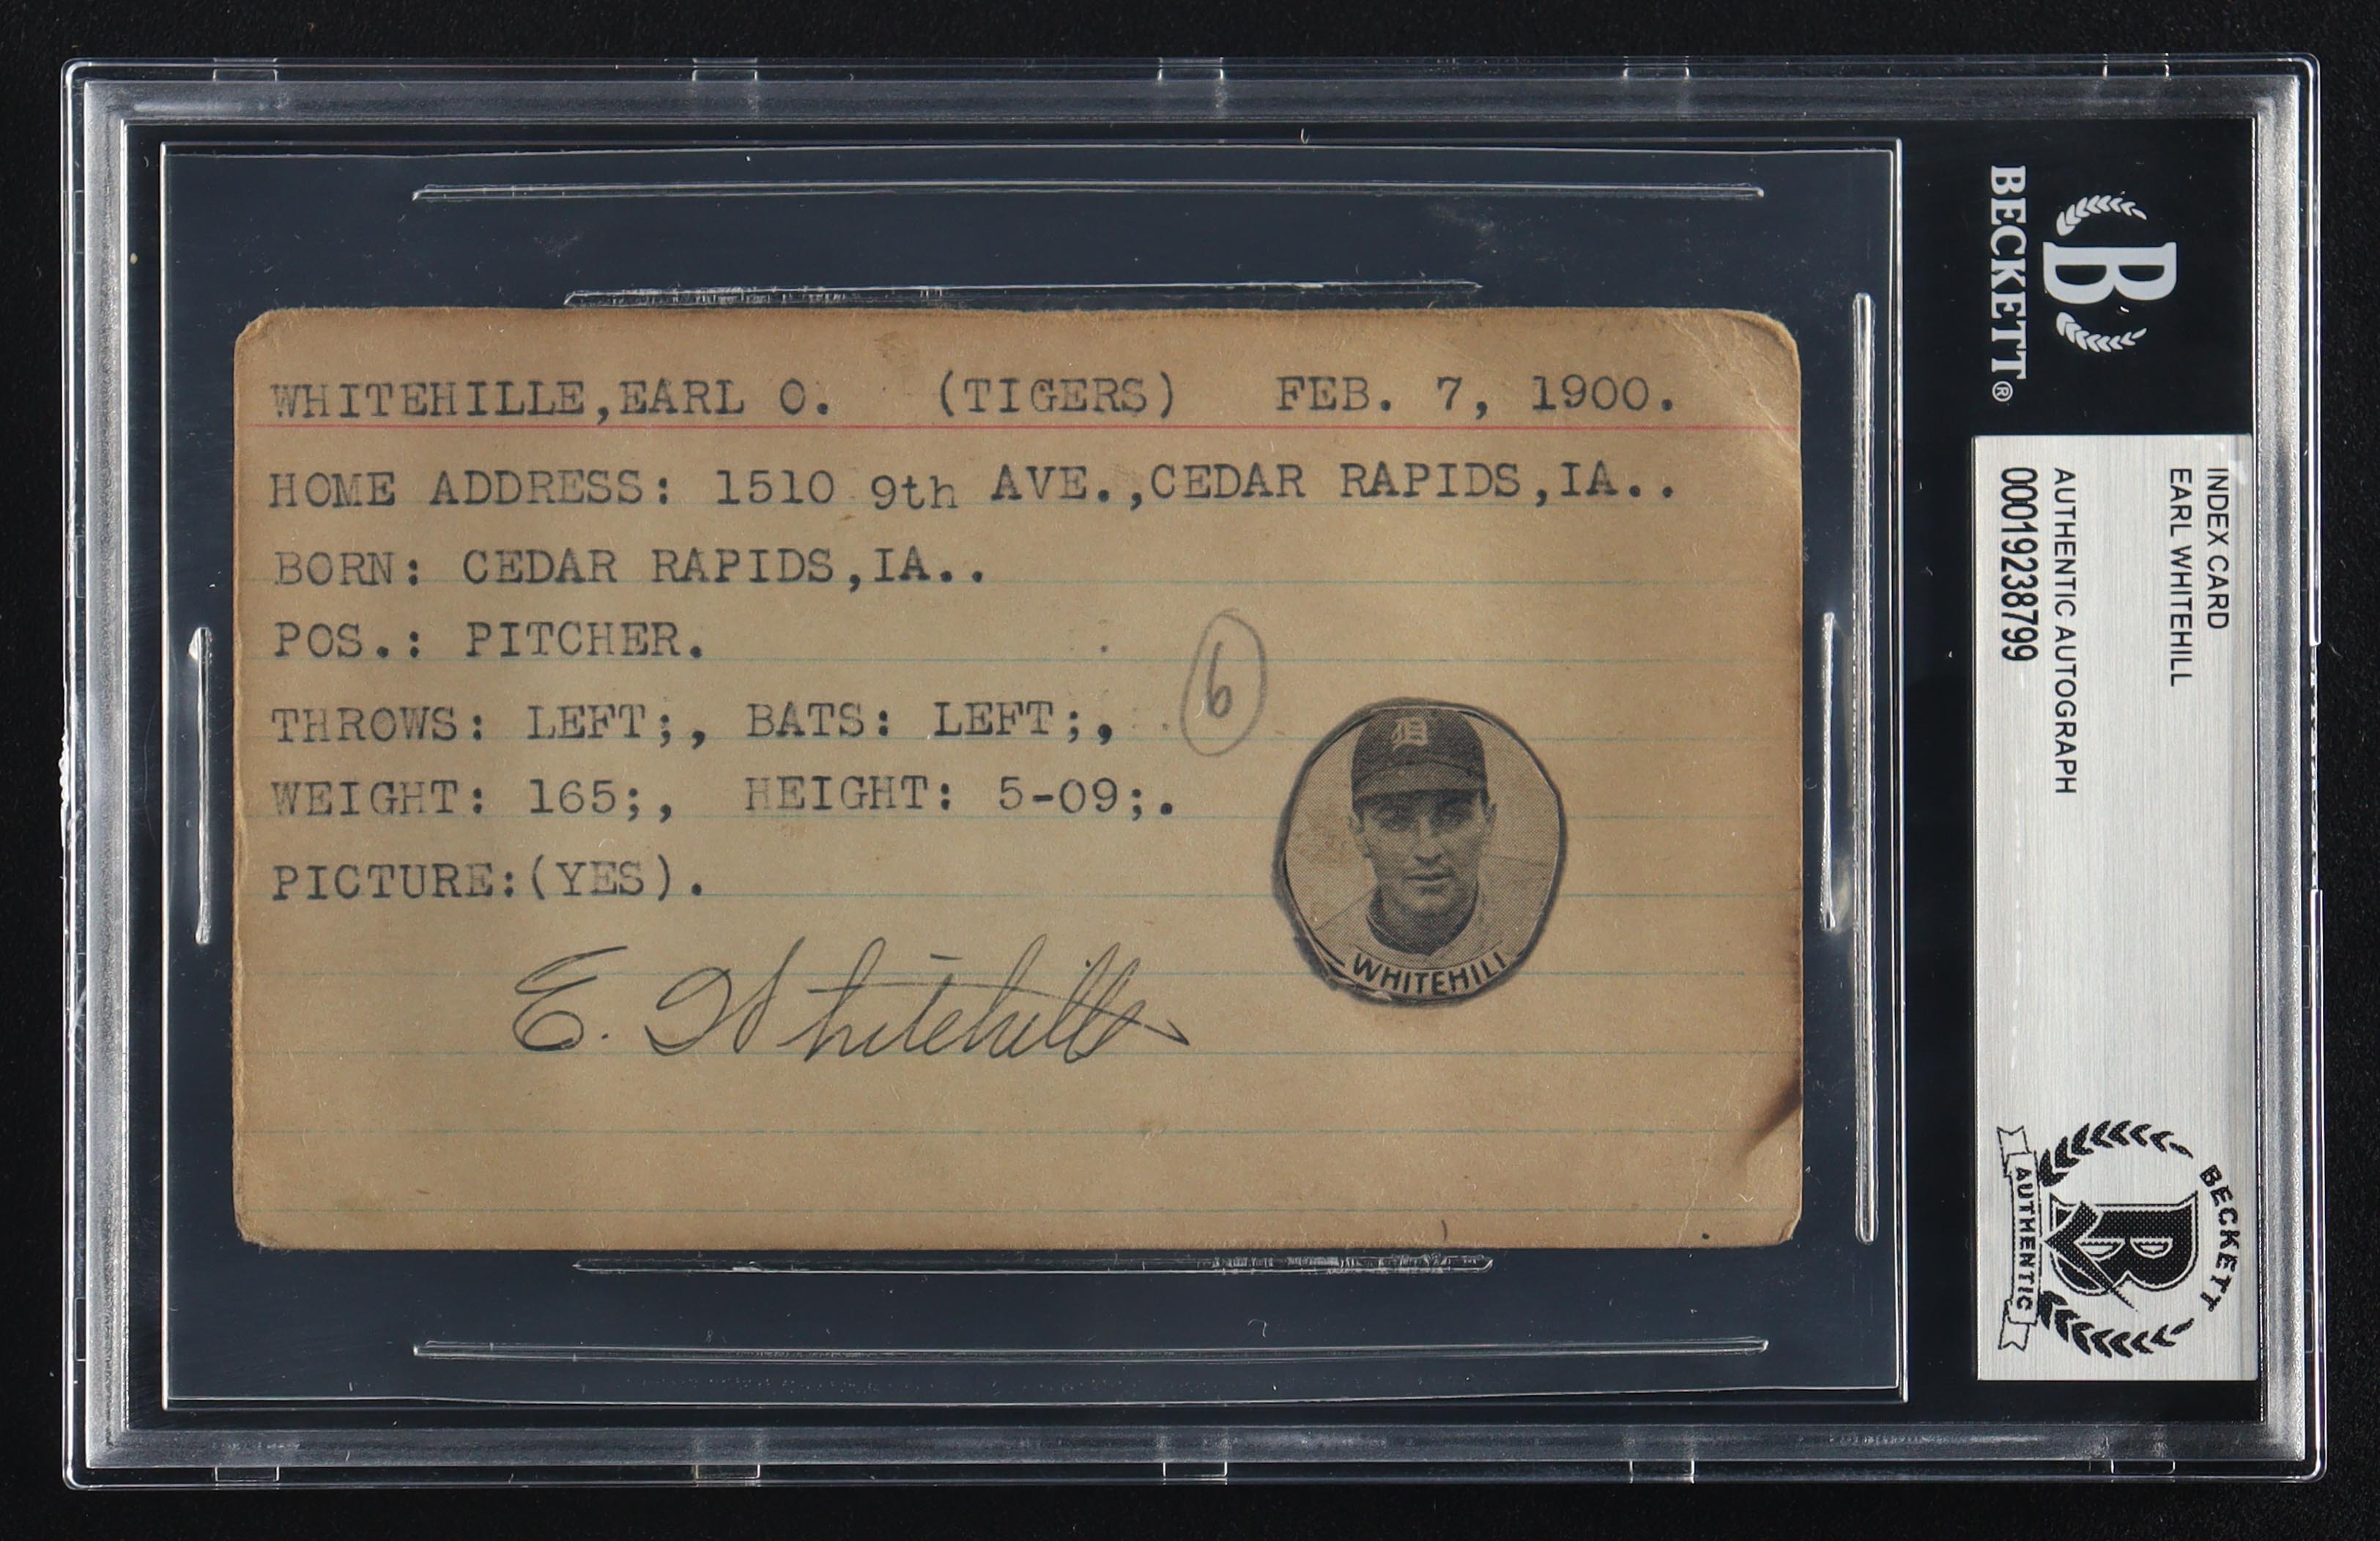 WHITEHILLE,EARL O. (TIGERS) FEB. 7, 1900.
HOME ADDRESS: 1510 9th AVE.,CEDAR RAPIDS,IA..
BORN: CEDAR RAPIDS,IA..
POS.: PITCHER.
THROWS: LEFT;, BATS: LEFT;,
6
WEIGHT: 165;, HEIGHT: 5-09;.
PICTURE:(YES).
D
WHITEHILL
E. Whitehill
B
BECKETT®
INDEX CARD
EARL WHITEHILL
AUTHENTIC AUTOGRAPH
00019238799
BECKETT
B
AUTHENTIC